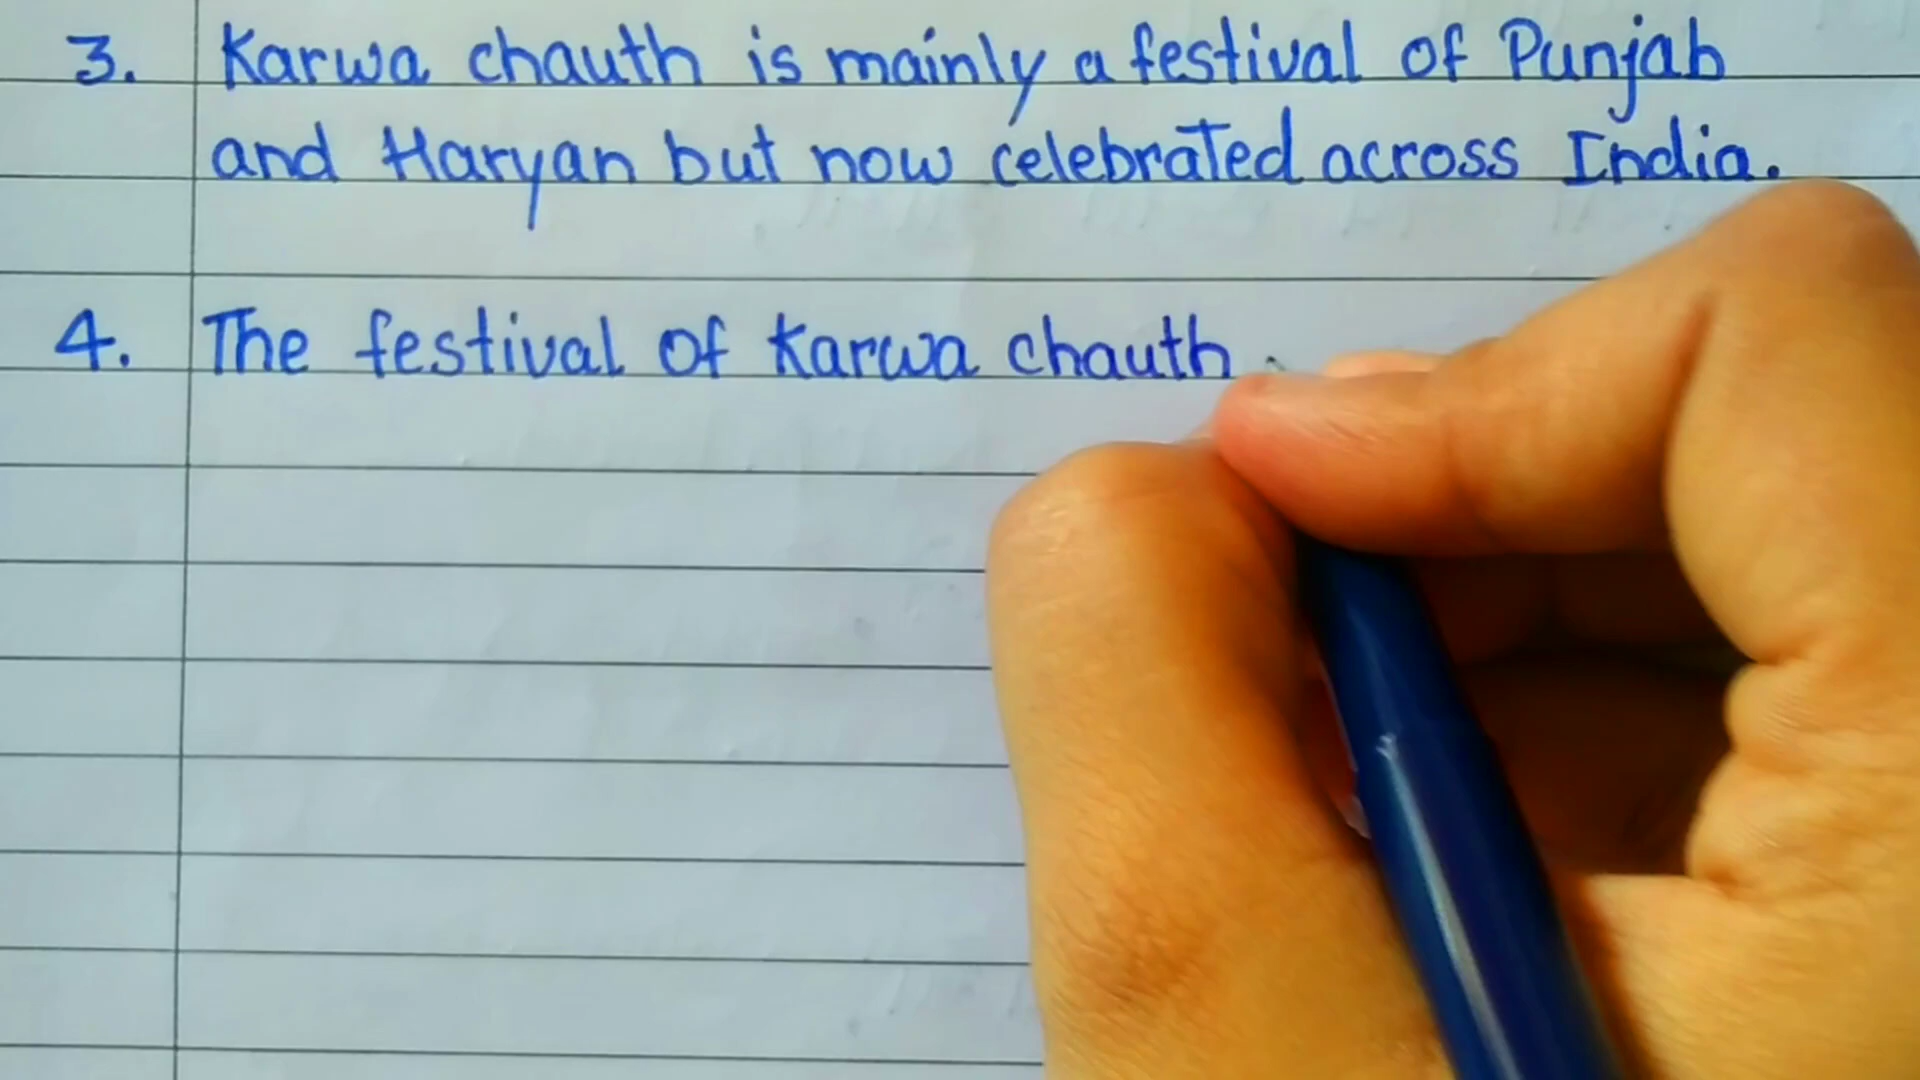 3. Karwa chauth is mainly a festival of Punjab
and Haryan but now celebrated across India.
4. The festival of Karwa chauth